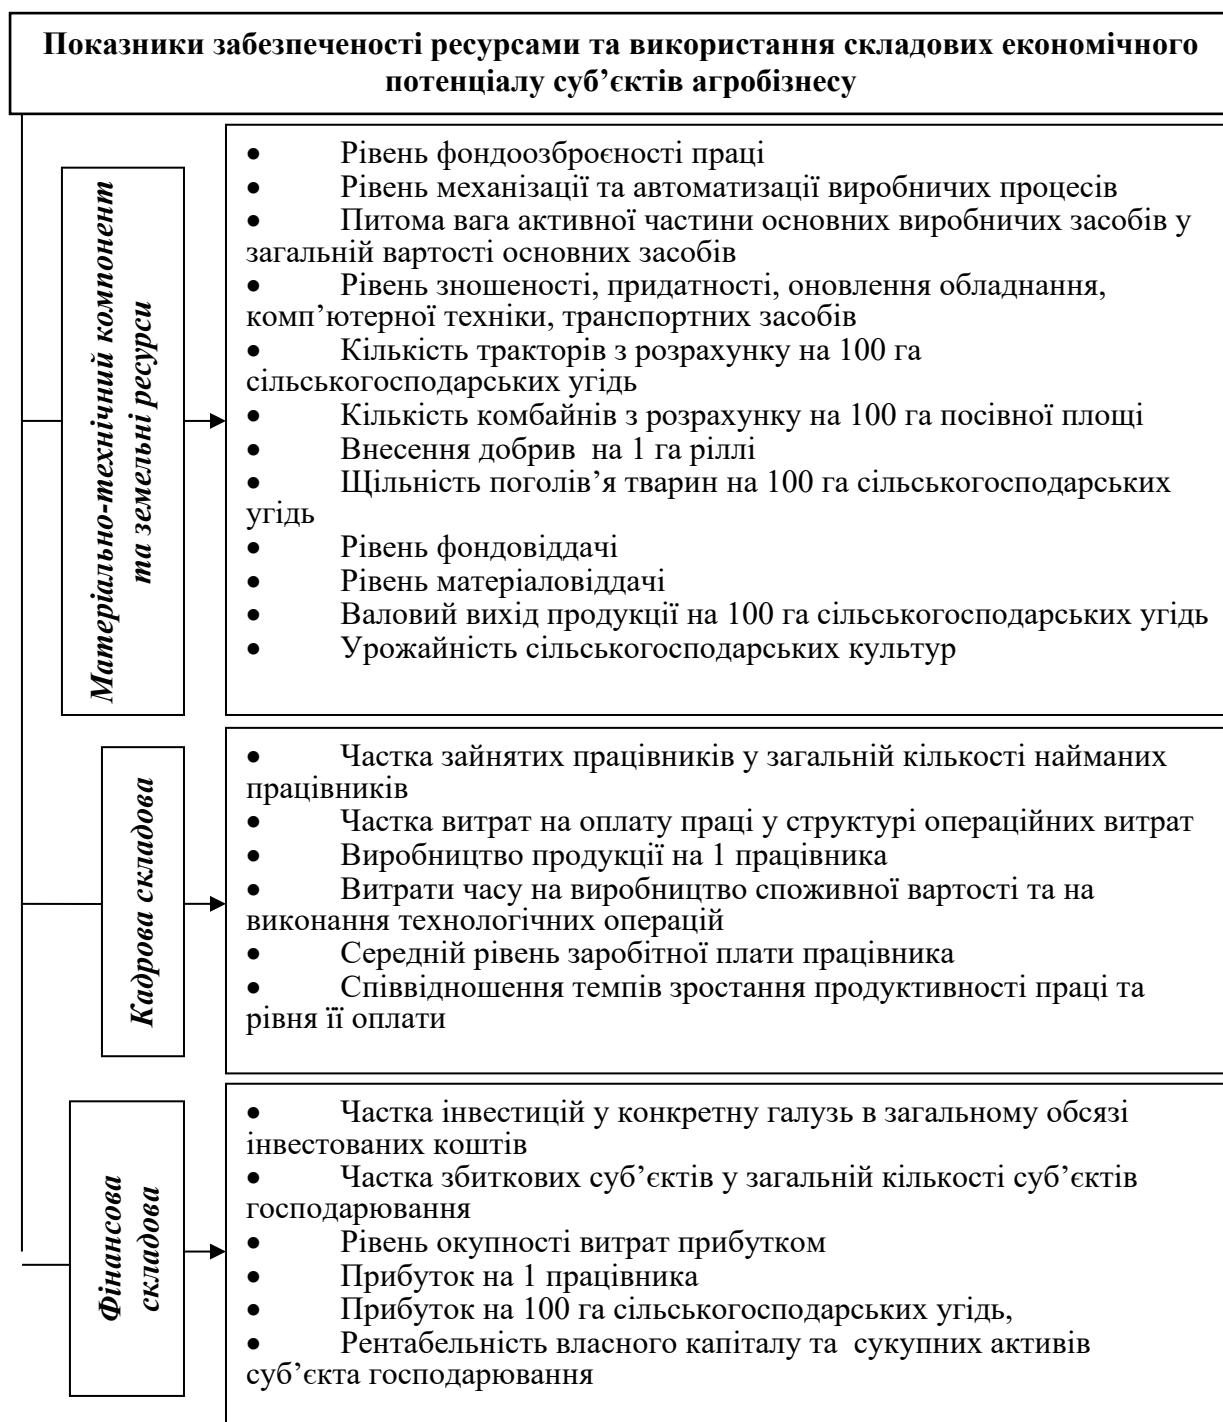 Показники забезпеченості ресурсами та використання складових економічного
потенціалу суб’єктів агробізнесу
Матеріально-технічний компонент
та земельні ресурси
• Рівень фондоозброєності праці
• Рівень механізації та автоматизації виробничих процесів
• Питома вага активної частини основних виробничих засобів у
загальній вартості основних засобів
• Рівень зношеності, придатності, оновлення обладнання,
комп’ютерної техніки, транспортних засобів
• Кількість тракторів з розрахунку на 100 га
сільськогосподарських угідь
• Кількість комбайнів з розрахунку на 100 га посівної площі
• Внесення добрив на 1 га ріллі
• Щільність поголів’я тварин на 100 га сільськогосподарських
угідь
• Рівень фондовіддачі
• Рівень матеріаловіддачі
• Валовий вихід продукції на 100 га сільськогосподарських угідь
• Урожайність сільськогосподарських культур
Кадрова складова
• Частка зайнятих працівників у загальній кількості найманих
працівників
• Частка витрат на оплату праці у структурі операційних витрат
• Виробництво продукції на 1 працівника
• Витрати часу на виробництво споживної вартості та на
виконання технологічних операцій
• Середній рівень заробітної плати працівника
• Співвідношення темпів зростання продуктивності праці та
рівня її оплати
Фінансова
складова
• Частка інвестицій у конкретну галузь в загальному обсязі
інвестованих коштів
• Частка збиткових суб’єктів у загальній кількості суб’єктів
господарювання
• Рівень окупності витрат прибутком
• Прибуток на 1 працівника
• Прибуток на 100 га сільськогосподарських угідь,
• Рентабельність власного капіталу та сукупних активів
суб’єкта господарювання